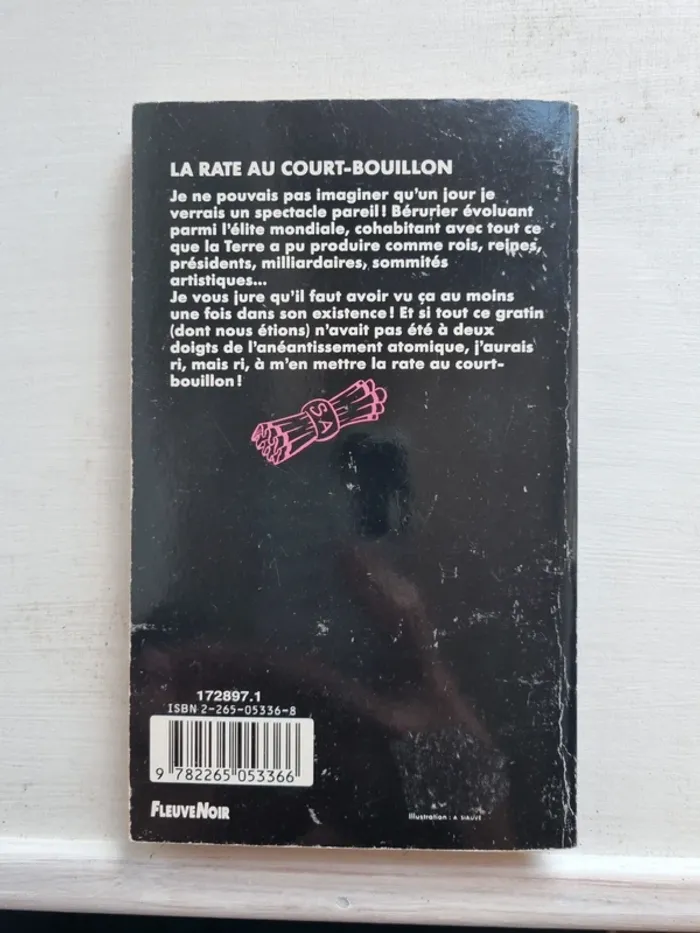 LA RATE AU COURT-BOUILLON
Je ne pouvais pas imaginer qu'un jour je
verrais un spectacle pareil ! Bérurier évoluant
parmi l'élite mondiale, cohabitant avec tout ce
que la Terre a pu produire comme rois, reines,
présidents, milliardaires, sommités
artistiques...
Je vous jure qu'il faut avoir vu ça au moins
une fois dans son existence ! Et si tout ce gratin
(dont nous étions) n'avait pas été à deux
doigts de l'anéantissement atomique, j'aurais
ri, mais ri, à m'en mettre la rate au court-
bouillon !
SA
172897.1
ISBN 2-265-05336-8
9 782265 053366
FLEUVE NOIR
Illustration : A